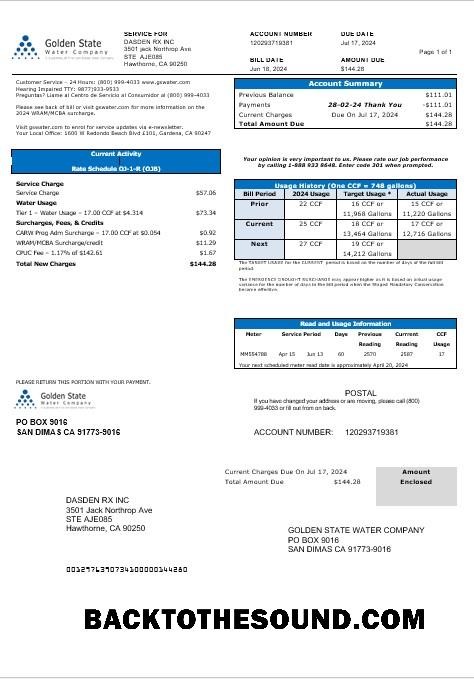 Golden State
Water Company
SERVICE FOR
DASDEN RX INC
3501 Jack Northrop Ave
Hawthorne, CA 90250
ACCOUNT NUMBER
120293719381
DUE DATE
Jul 17, 2024
Page 1 of 1
BILL DATE
Jun 18, 2024
AMOUNT DUE
$144.28
Customer Service – 24 Hours: (800) 999-4033 www.gswater.com
Hearing Impaired TTY: 9877)933-9533
Preguntas? Llame al Centro de Servicio al Consumidor al (800) 999-4033
Please see back of bill or visit gswater.com for more information on the
2024 WRAM/MCBA surcharge.
Visit gswater.com to enrol for service updates via e-newsletter.
Your Local Office: 1600 W Redondo Beach Blvd £101, Gardena, CA 90247
Account Summary
Previous Balance $111.01
Payments 28-02-24 Thank You -$111.01
Current Charges Due On Jul 17, 2024 $144.28
Total Amount Due $144.28
Current Activity
Rate Schedule OJ-1-R (OJB)
Service Charge
Service Charge $57.06
Water Usage
Tier 1 – Water Usage – 17.00 CCF at $4.314 $73.34
Surcharges, Fees, & Credits
CARW Prog Adm Surcharge – 17.00 CCF at $0.054 $0.92
WRAM/MCBA Surcharge/credit $11.29
CPUC Fee – 1.17% of $142.61 $1.67
Total New Charges $144.28
Your opinion is very important to us. Please rate our job performance
by calling 1-888 933 8648. Enter code 301 when prompted.
Usage History (One CCF = 748 gallons)
Bill Period 2024 Usage Target Usage * Actual Usage
Prior 22 CCF 16 CCF or 11,968 Gallons 15 CCF or 11,220 Gallons
Current 25 CCF 18 CCF or 13,464 Gallons 17 CCF or 12,716 Gallons
Next 27 CCF 19 CCF or 14,212 Gallons
The TARGET USAGE for the CURRENT period is based on the number of days of the full bill
period.
The EMERGENCY DROUGHT SURCHARGE may appear higher as it is based on actual usage
variance for the number of days in the bill period when the Staged Mandatory Conservation
became effective.
Read and Usage Information
Meter Service Period Days Previous Reading Current Reading CCF Usage
MM554788 Apr 15 Jun 13 60 2570 2587 17
Your next scheduled meter read date is approximately April 20, 2024
PLEASE RETURN THIS PORTION WITH YOUR PAYMENT.
Golden State
Water Company
PO BOX 9016
SAN DIMAS CA 91773-9016
POSTAL
If you have changed your address or are moving, please call (800)
999-4033 or fill out from on back.
ACCOUNT NUMBER: 120293719381
Current Charges Due On Jul 17, 2024
Total Amount Due $144.28
Amount
Enclosed
DASDEN RX INC
3501 Jack Northrop Ave
STE AJE085
Hawthorne, CA 90250
GOLDEN STATE WATER COMPANY
PO BOX 9016
SAN DIMAS CA 91773-9016
BACKTOTHESOUND.COM